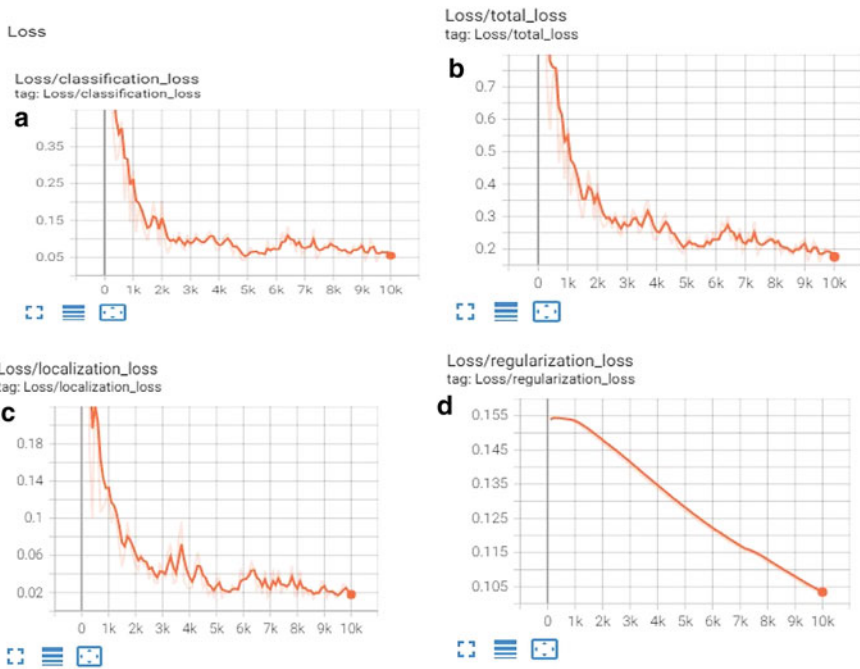 Loss
Loss/classification_loss
tag: Loss/classification_loss
a
0.35
0.25
0.15
0.05
0 1k 2k 3k 4k 5k 6k 7k 8k 9k 10k
Loss/total_loss
tag: Loss/total_loss
b
0.7
0.6
0.5
0.4
0.3
0.2
0 1k 2k 3k 4k 5k 6k 7k 8k 9k 10k
Loss/localization_loss
tag: Loss/localization_loss
c
0.18
0.14
0.1
0.06
0.02
0 1k 2k 3k 4k 5k 6k 7k 8k 9k 10k
Loss/regularization_loss
tag: Loss/regularization_loss
d
0.155
0.145
0.135
0.125
0.115
0.105
0 1k 2k 3k 4k 5k 6k 7k 8k 9k 10k